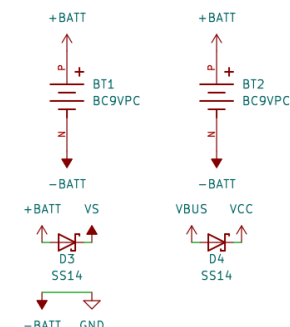 +BATT +BATT
P + P +
BT1 BT2
BC9VPC BC9VPC
N N
-BATT -BATT
+BATT VS VBUS VCC
D3 D4
SS14 SS14
-BATT GND